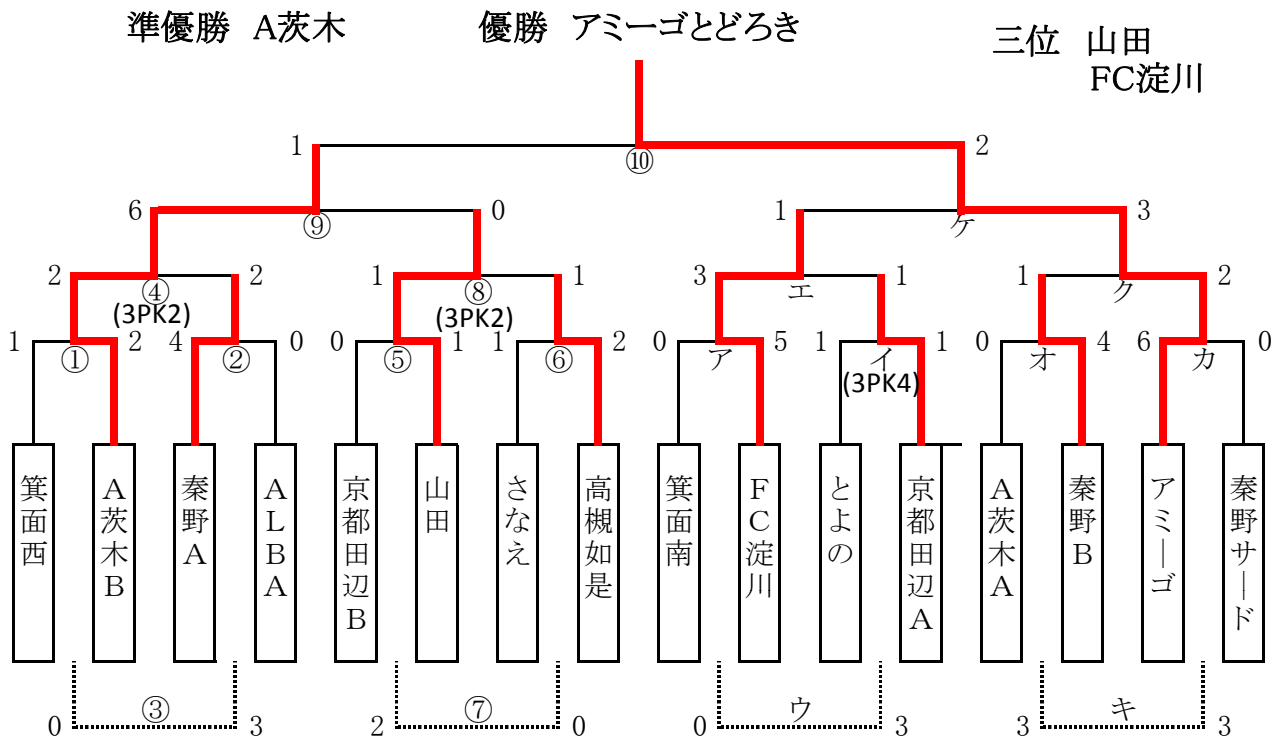 準優勝 A茨木 優勝 アミーゴとどろき 三位 山田
FC淀川
1 ⑩ 2
6 ⑨ 0 1 ケ 3
2 ④ 2 1 ⑧ 1 3 エ 1 1 ク 2
(3PK2) (3PK2)
1 ① 2 4 ② 0 0 ⑤ 1 1 ⑥ 2 0 ア 5 1 イ 1 0 オ 4 6 カ 0
(3PK4)
箕面西
A茨木B
秦野A
ALBA
京都田辺B
山田
さなえ
高槻如是
箕面南
FC淀川
とよの
京都田辺A
A茨木A
秦野B
アミーゴ
秦野サード
0 ③ 3 2 ⑦ 0 0 ウ 3 3 キ 3